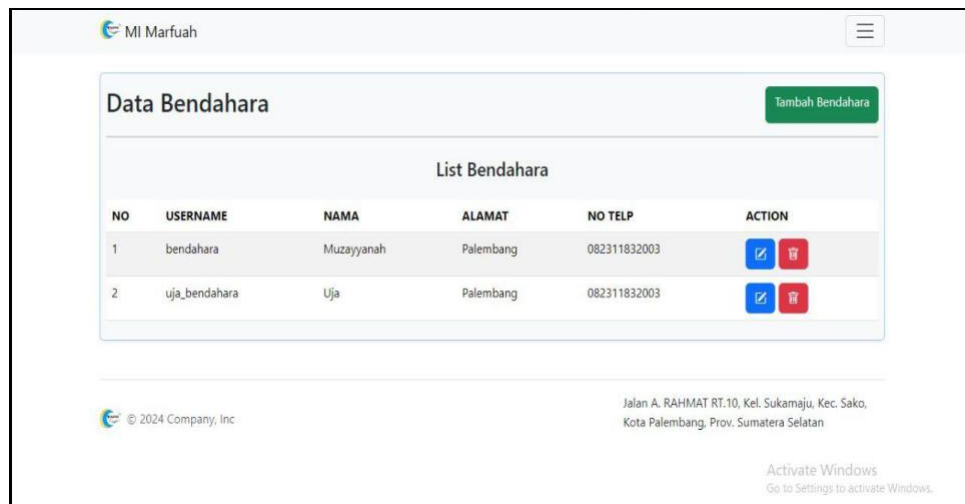 MI Marfuah
Data Bendahara
Tambah Bendahara
List Bendahara
NO USERNAME NAMA ALAMAT NO TELP ACTION
1 bendahara Muzayyanah Palembang 082311832003
2 uja_bendahara Uja Palembang 082311832003
© 2024 Company, Inc
Jalan A. RAHMAT RT.10, Kel. Sukamaju, Kec. Sako,
Kota Palembang, Prov. Sumatera Selatan
Activate Windows
Go to Settings to activate Windows.